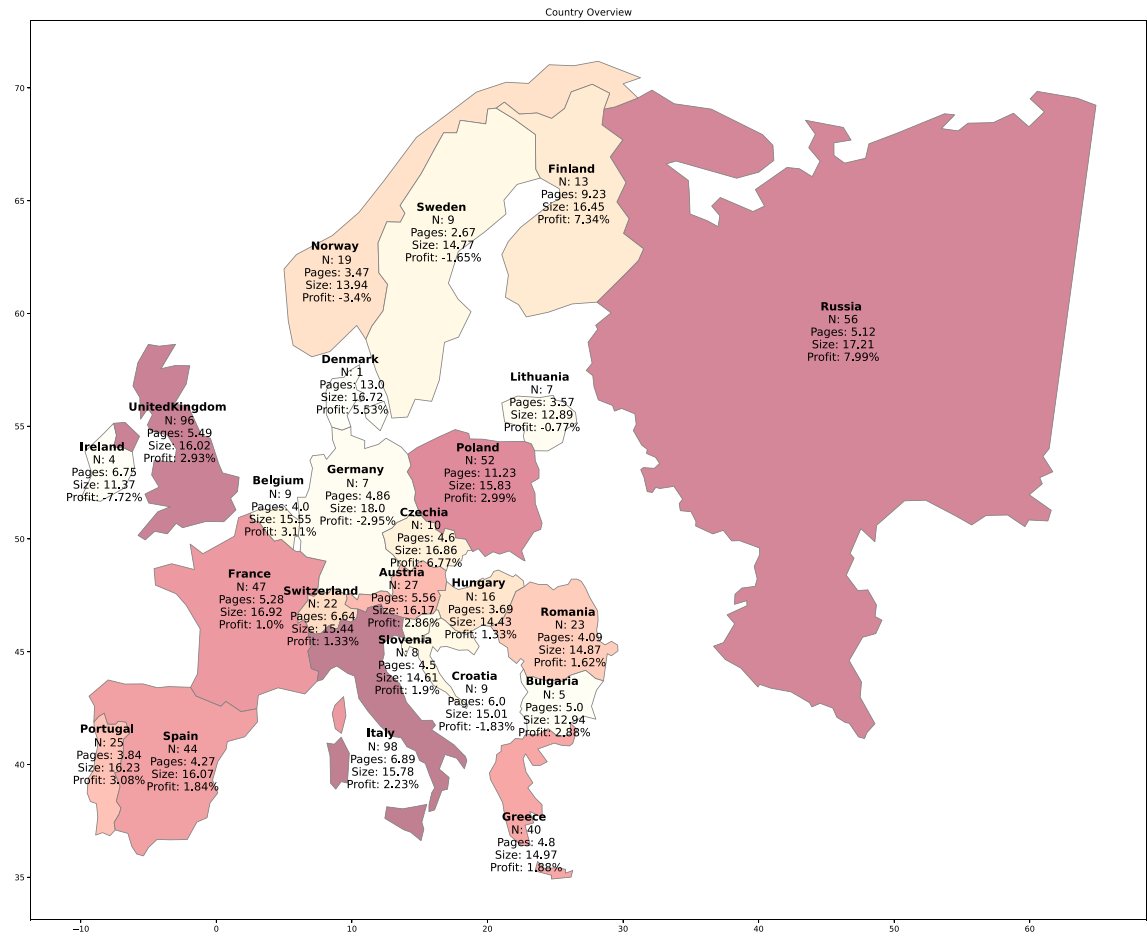 Country Overview
70
65
60
55
50
45
40
35
−10
0
10
20
30
40
50
60
Finland
N: 13
Pages: 9.23
Size: 16.45
Profit: 7.34%
Sweden
N: 9
Pages: 2.67
Size: 14.77
Profit: -1.65%
Norway
N: 19
Pages: 3.47
Size: 13.94
Profit: -3.4%
Russia
N: 56
Pages: 5.12
Size: 17.21
Profit: 7.99%
Denmark
N: 1
Pages: 13.0
Size: 16.72
Profit: 5.53%
Lithuania
N: 7
Pages: 3.57
Size: 12.89
Profit: -0.77%
UnitedKingdom
N: 96
Pages: 5.49
Size: 16.02
Profit: 2.93%
Ireland
N: 4
Pages: 6.75
Size: 11.37
Profit: -7.72%
Poland
N: 52
Pages: 11.23
Size: 15.83
Profit: 2.99%
Germany
N: 7
Pages: 4.86
Size: 18.0
Profit: -2.95%
Belgium
N: 9
Pages: 4.0
Size: 15.55
Profit: 3.11%
Czechia
N: 10
Pages: 4.6
Size: 16.86
Profit: 6.77%
France
N: 47
Pages: 5.28
Size: 16.92
Profit: 1.0%
Switzerland
N: 22
Pages: 6.64
Size: 15.44
Profit: 1.33%
Austria
N: 27
Pages: 5.56
Size: 16.17
Profit: 2.86%
Hungary
N: 16
Pages: 3.69
Size: 14.43
Profit: 1.33%
Romania
N: 23
Pages: 4.09
Size: 14.87
Profit: 1.62%
Slovenia
N: 8
Pages: 4.5
Size: 14.61
Profit: 1.9%
Croatia
N: 9
Pages: 6.0
Size: 15.01
Profit: -1.83%
Bulgaria
N: 5
Pages: 5.0
Size: 12.94
Profit: 2.88%
Portugal
N: 25
Pages: 3.84
Size: 16.23
Profit: 3.08%
Spain
N: 44
Pages: 4.27
Size: 16.07
Profit: 1.84%
Italy
N: 98
Pages: 6.89
Size: 15.78
Profit: 2.23%
Greece
N: 40
Pages: 4.8
Size: 14.97
Profit: 1.88%